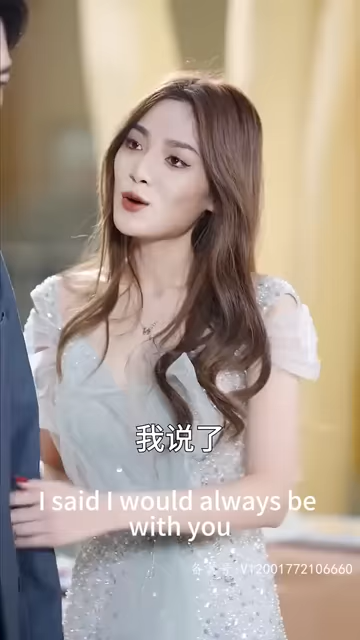 我说了
I said I would always be
with you
V12001772106660